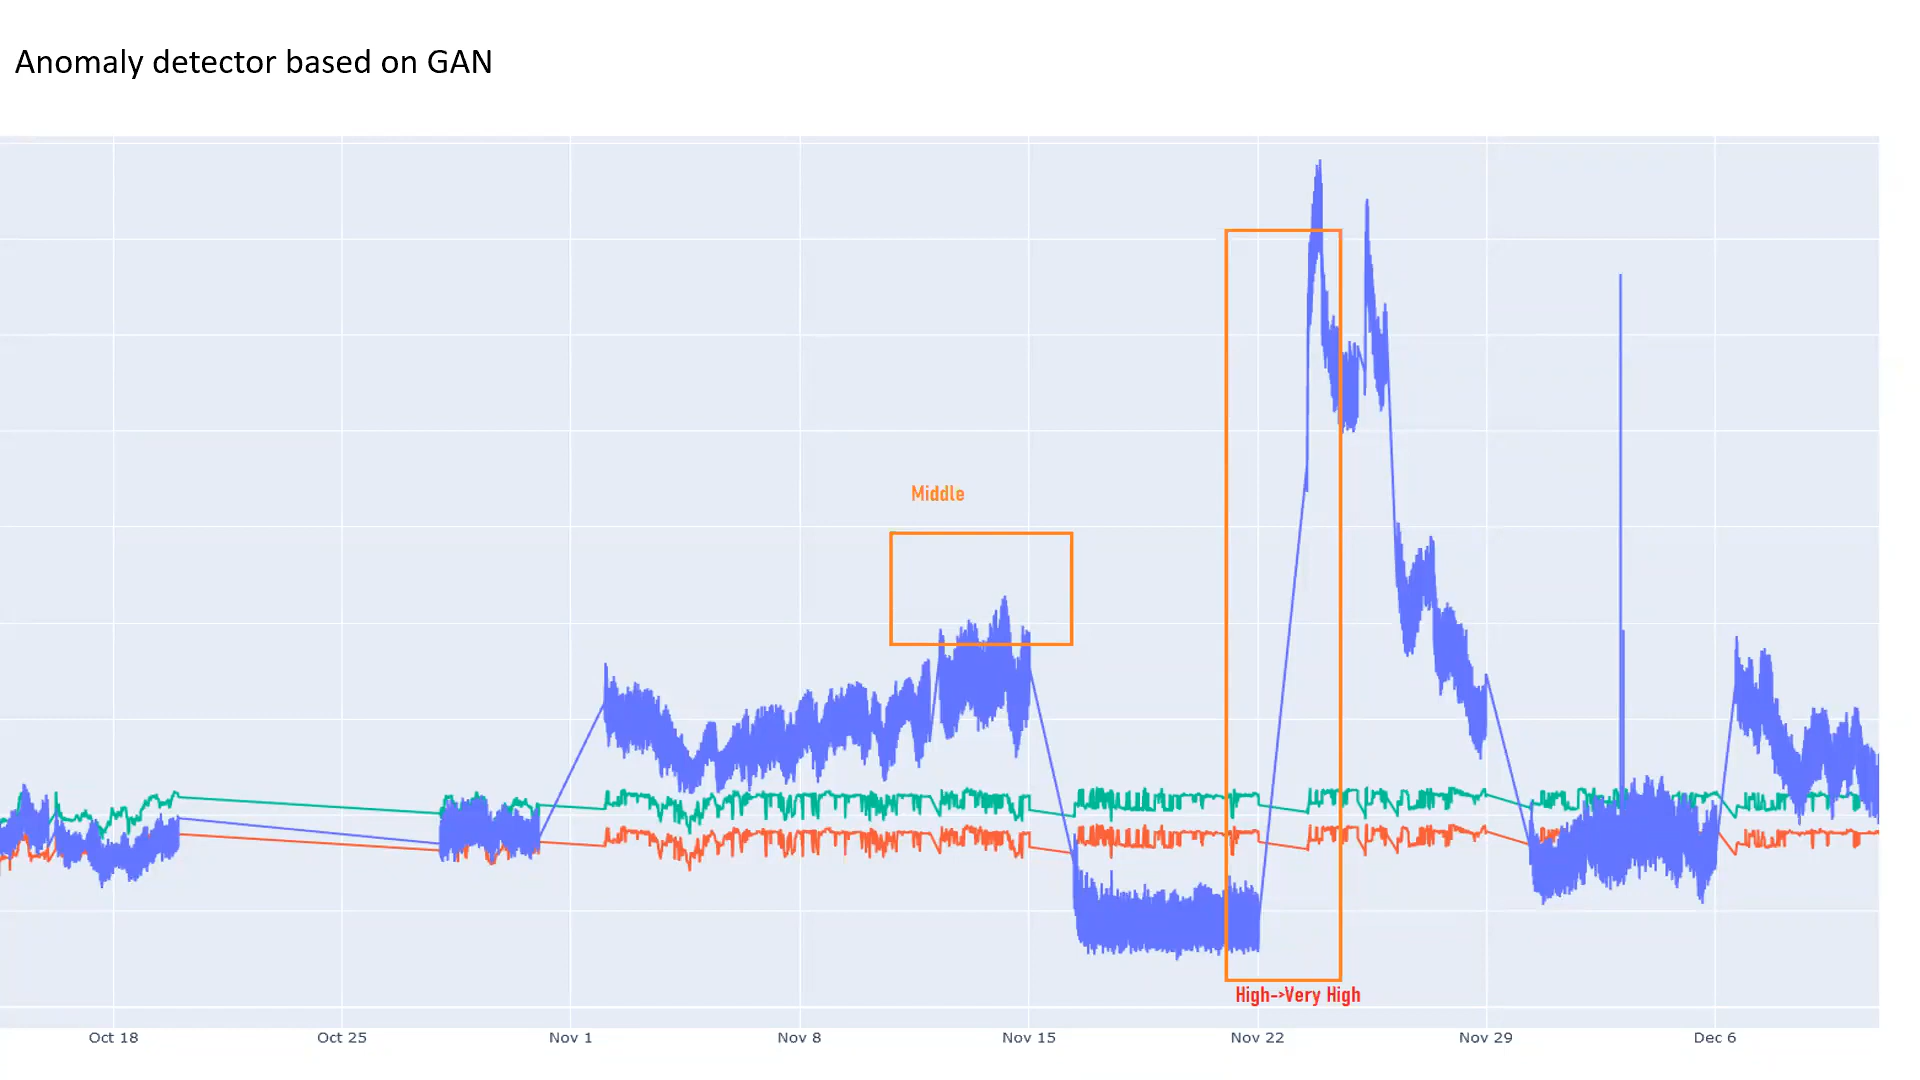 Anomaly detector based on GAN
Middle
High->Very High
Oct 18
Oct 25
Nov 1
Nov 8
Nov 15
Nov 22
Nov 29
Dec 6